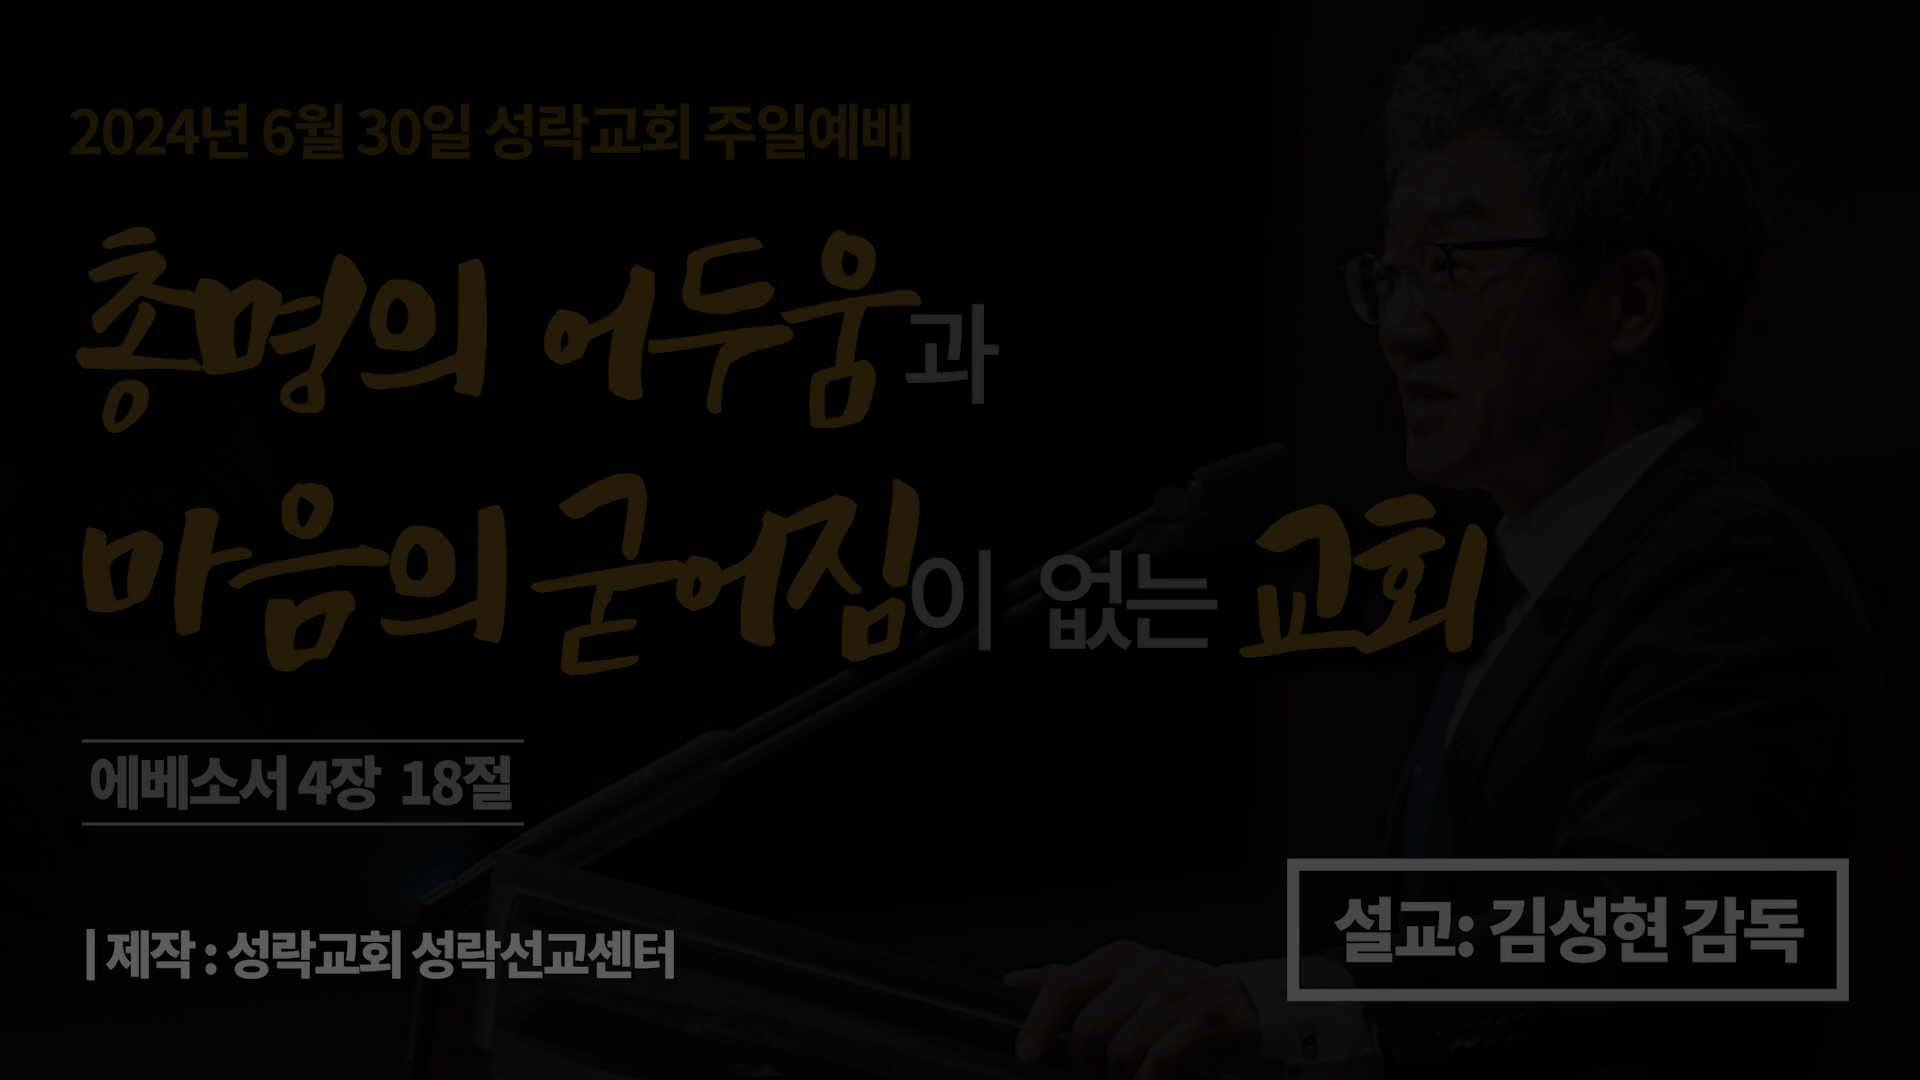 2024년 6월 30일 성락교회 주일예배
총명의 어두움과
마음의 굳어짐이 없는 교회
에베소서 4장 18절
설교: 김성현 감독
| 제작 : 성락교회 성락선교센터